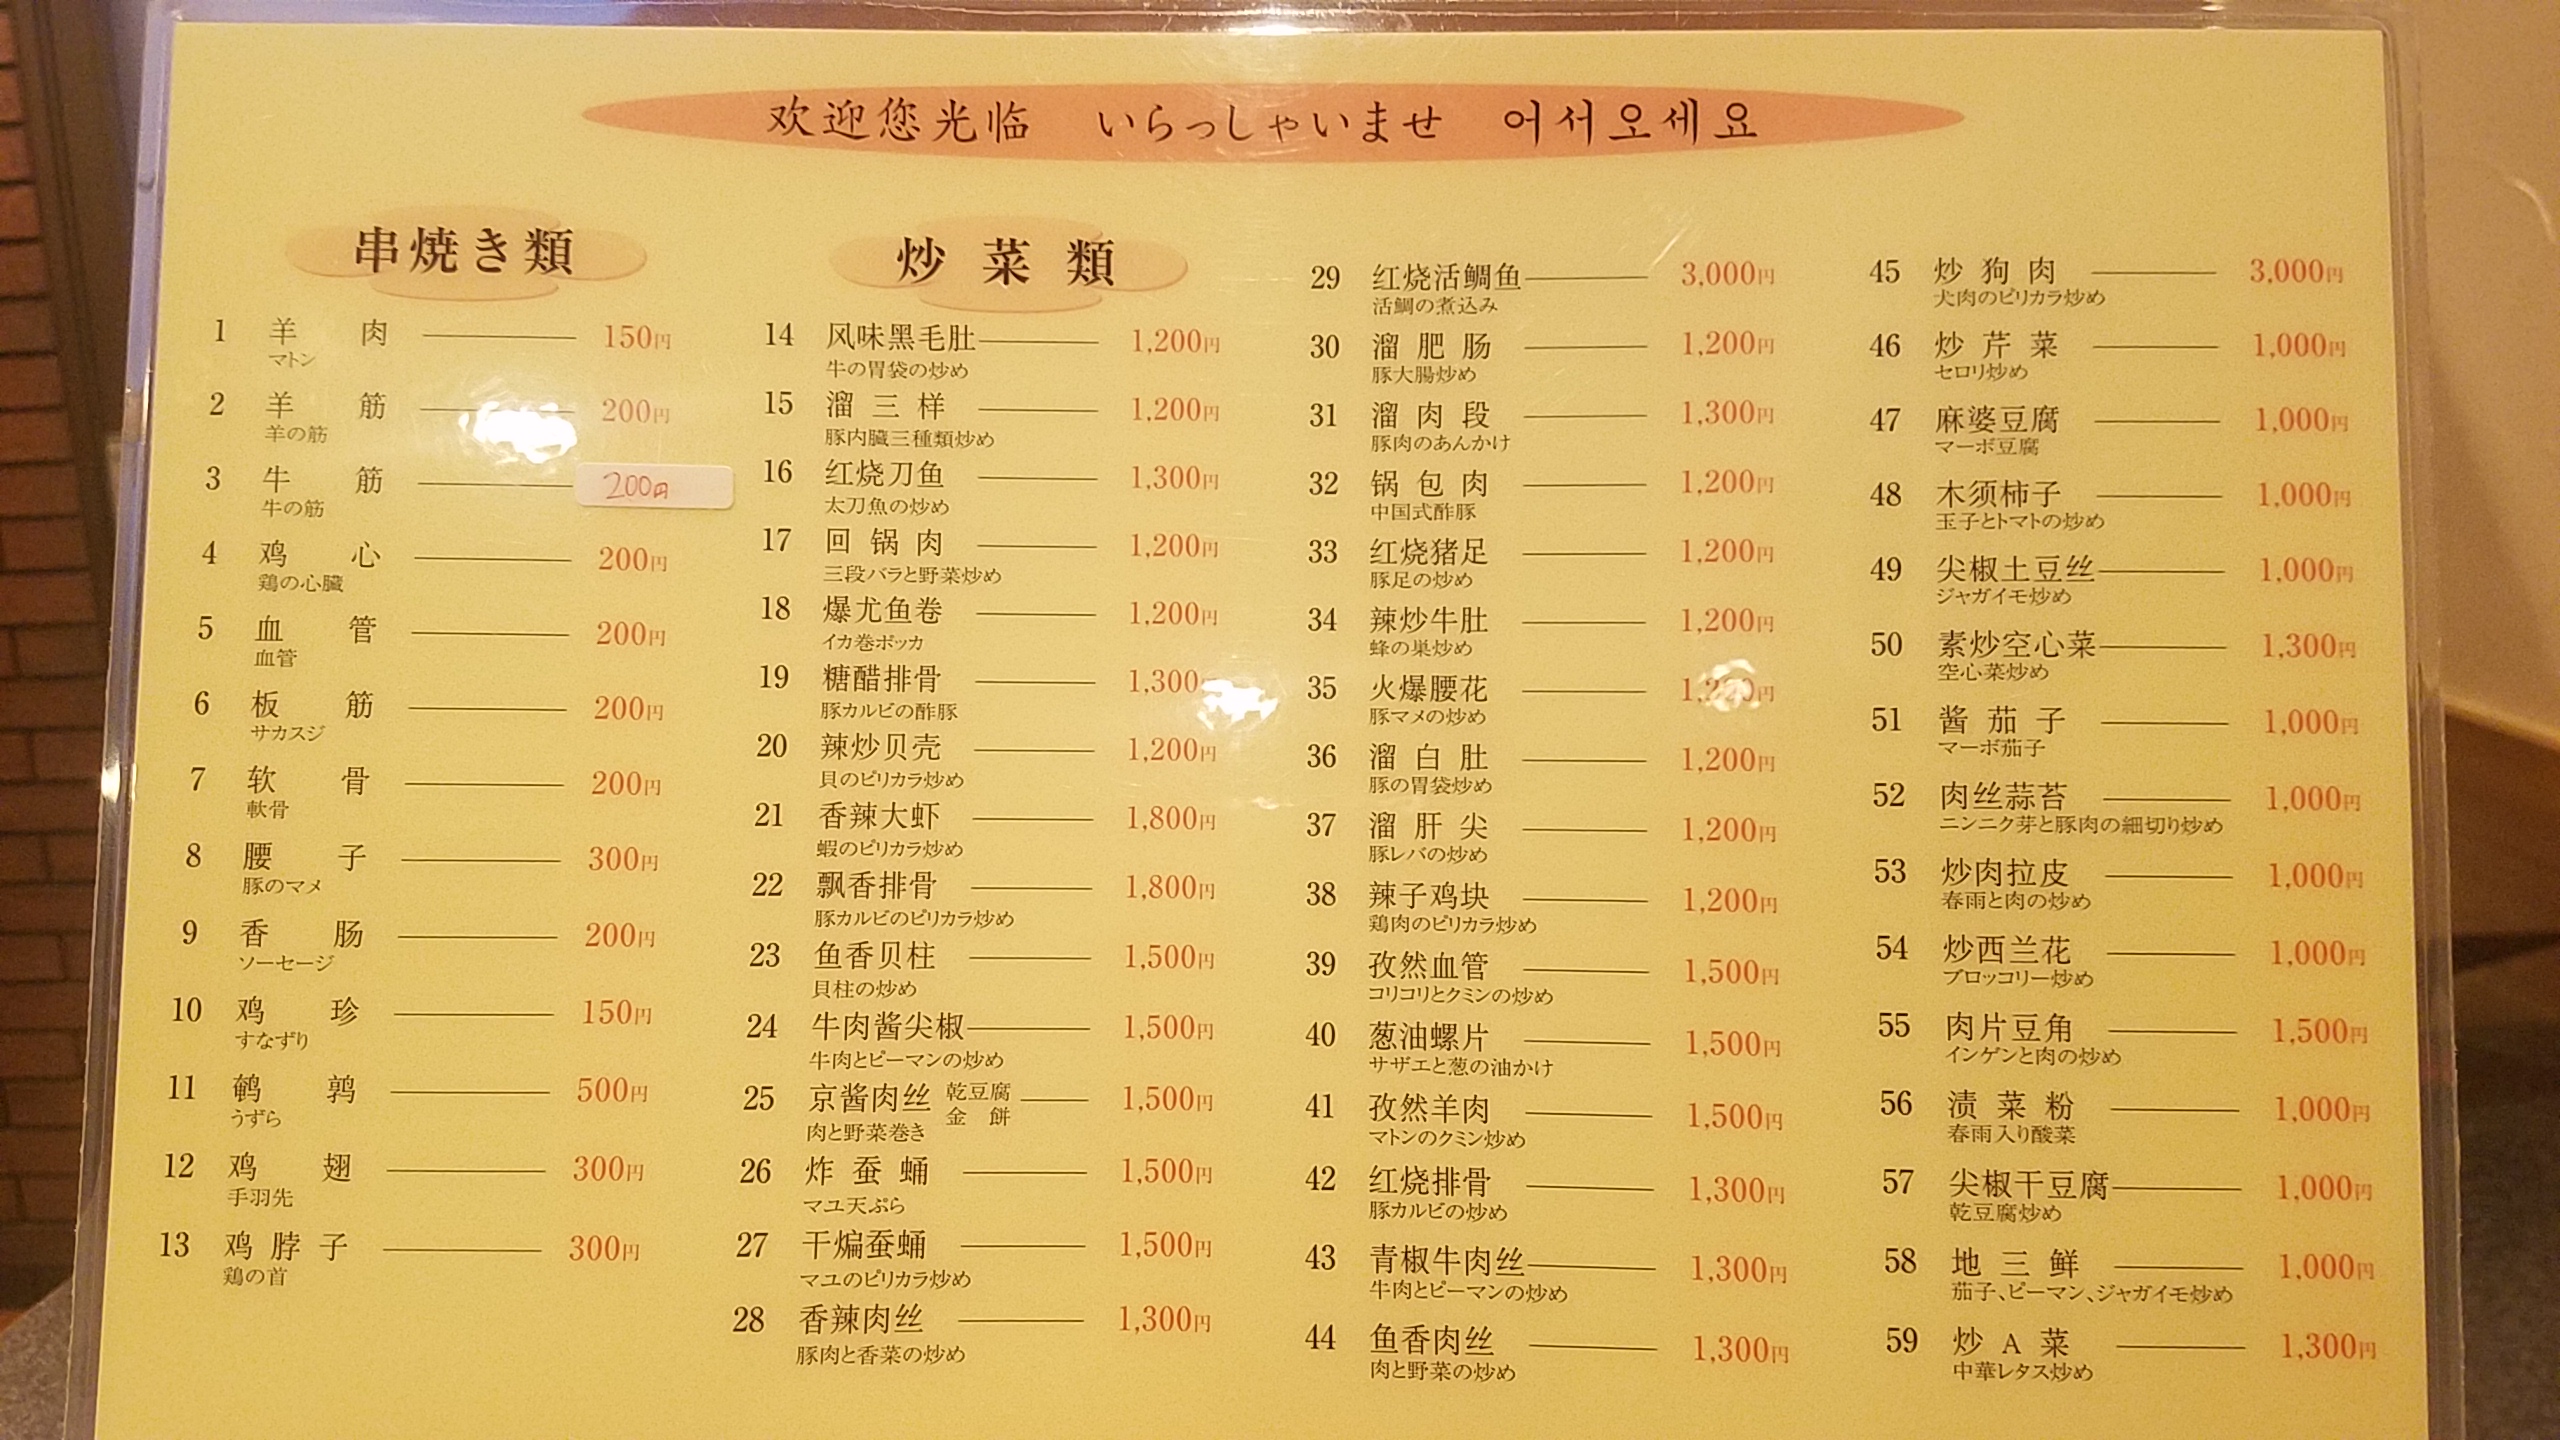 欢迎您光临 いらっしゃいませ 어서오세요
串焼き類
1 羊肉 150円
マトン
2 羊筋 200円
羊の筋
3 牛筋 200円
牛の筋
4 鸡心 200円
鶏の心臓
5 血管 200円
血管
6 板筋 200円
サカスジ
7 软骨 200円
軟骨
8 腰子 300円
豚のマメ
9 香肠 200円
ソーセージ
10 鸡珍 150円
すなずり
11 鹌鹑 500円
うずら
12 鸡翅 300円
手羽先
13 鸡脖子 300円
鶏の首
炒菜類
14 风味黑毛肚 1,200円
牛の胃袋の炒め
15 溜三样 1,200円
豚内臓三種類炒め
16 红烧刀鱼 1,300円
太刀魚の炒め
17 回锅肉 1,200円
三段バラと野菜炒め
18 爆尤鱼卷 1,200円
イカ巻ボッカ
19 糖醋排骨 1,300
豚カルビの酢豚
20 辣炒贝壳 1,200円
貝のピリカラ炒め
21 香辣大虾 1,800円
蝦のピリカラ炒め
22 飘香排骨 1,800円
豚カルビのピリカラ炒め
23 鱼香贝柱 1,500円
貝柱の炒め
24 牛肉酱尖椒 1,500円
牛肉とピーマンの炒め
25 京酱肉丝 乾豆腐 金餅 1,500円
肉と野菜巻き
26 炸蚕蛹 1,500円
マユ天ぷら
27 干煸蚕蛹 1,500円
マユのピリカラ炒め
28 香辣肉丝 1,300円
豚肉と香菜の炒め
29 红烧活鲷鱼 3,000円
活鯛の煮込み
30 溜肥肠 1,200円
豚大腸炒め
31 溜肉段 1,300円
豚肉のあんかけ
32 锅包肉 1,200円
中国式酢豚
33 红烧猪足 1,200円
豚足の炒め
34 辣炒牛肚 1,200円
蜂の巣炒め
35 火爆腰花
豚マメの炒め
36 溜白肚 1,200円
豚の胃袋炒め
37 溜肝尖 1,200円
豚レバの炒め
38 辣子鸡块 1,200円
鶏肉のピリカラ炒め
39 孜然血管 1,500円
コリコリとクミンの炒め
40 葱油螺片 1,500円
サザエと葱の油かけ
41 孜然羊肉 1,500円
マトンのクミン炒め
42 红烧排骨 1,300円
豚カルビの炒め
43 青椒牛肉丝 1,300円
牛肉とピーマンの炒め
44 鱼香肉丝 1,300円
肉と野菜の炒め
45 炒狗肉 3,000円
犬肉のピリカラ炒め
46 炒芹菜 1,000円
セロリ炒め
47 麻婆豆腐 1,000円
マーボ豆腐
48 木须柿子 1,000円
玉子とトマトの炒め
49 尖椒土豆丝 1,000円
ジャガイモ炒め
50 素炒空心菜 1,300円
空心菜炒め
51 酱茄子 1,000円
マーボ茄子
52 肉丝蒜苔 1,000円
ニンニク芽と豚肉の細切り炒め
53 炒肉拉皮 1,000円
春雨と肉の炒め
54 炒西兰花 1,000円
ブロッコリー炒め
55 肉片豆角 1,500円
インゲンと肉の炒め
56 渍菜粉 1,000円
春雨入り酸菜
57 尖椒干豆腐 1,000円
乾豆腐炒め
58 地三鲜 1,000円
茄子、ピーマン、ジャガイモ炒め
59 炒A菜 1,300円
中華レタス炒め